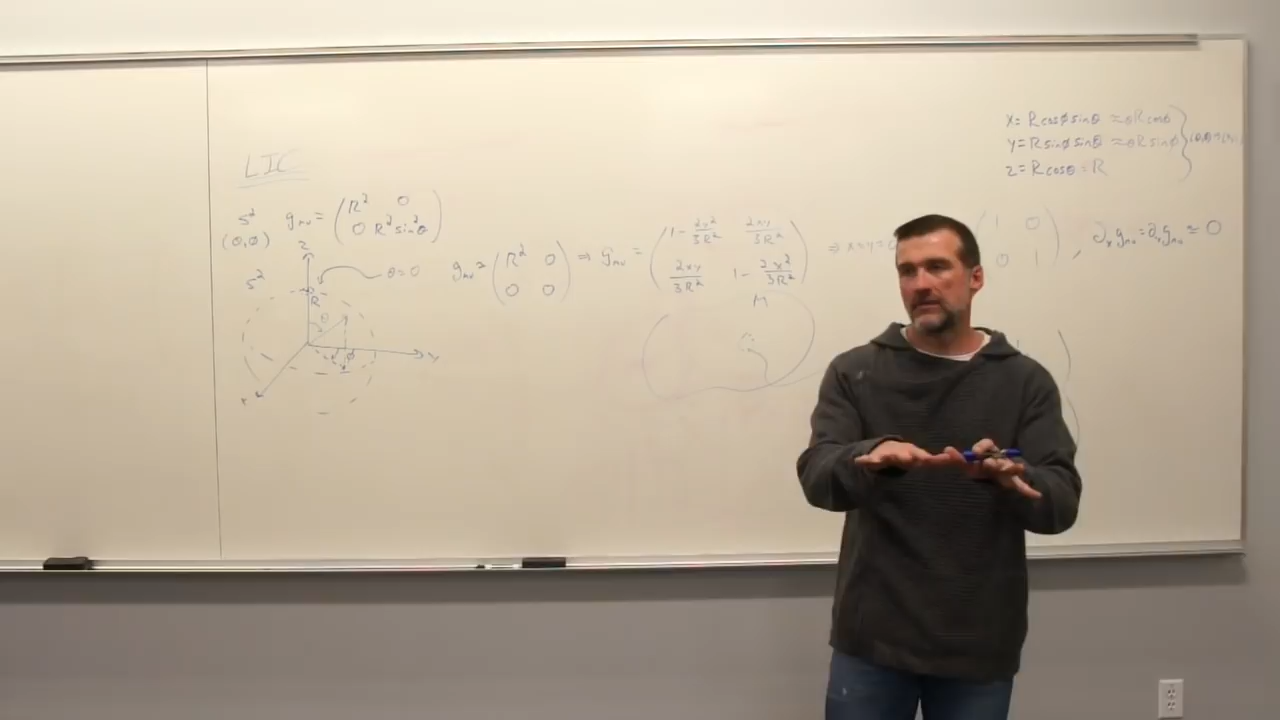 LIC
S² g_μν = (R² 0
0 R² sin²θ)
(θ,φ)
z
S²
θ=0
R
θ
φ
y
x
g_μν = (R² 0
0 0)
⇒ g_μν = (1 - 2y²/3R² 2xy/3R²
2xy/3R² 1 - 2x²/3R²)
⇒ x=y=0
M
x = R cosφ sinθ ≈ θR cosφ
y = R sinφ sinθ ≈ θR sinφ
z = R cosθ = R
(1 0
0 1) , ∂ₓ g_μν = ∂ᵧ g_μν = 0